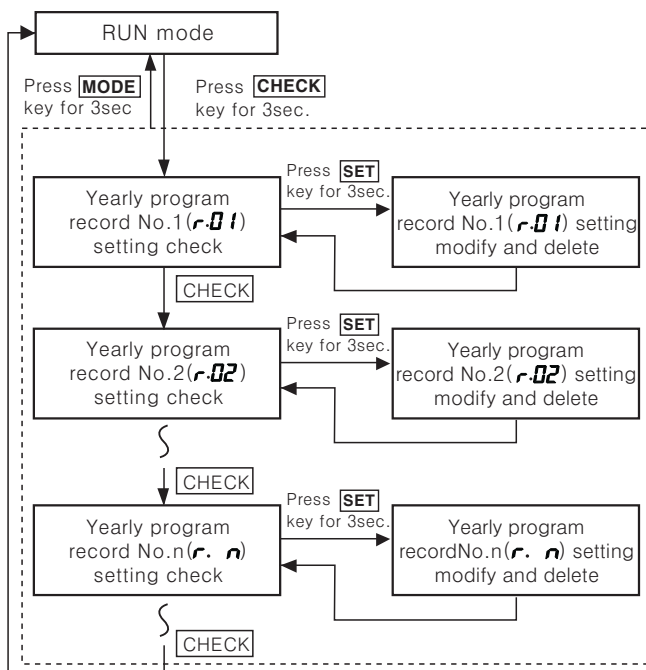 RUN mode
Press MODE
key for 3sec
Press CHECK
key for 3sec.
Yearly program
record No.1(r.01)
setting check
Press SET
key for 3sec.
Yearly program
record No.1(r.01) setting
modify and delete
CHECK
Yearly program
record No.2(r.02)
setting check
Press SET
key for 3sec.
Yearly program
record No.2(r.02) setting
modify and delete
CHECK
Yearly program
record No.n(r. n)
setting check
Press SET
key for 3sec.
Yearly program
recordNo.n(r. n) setting
modify and delete
CHECK